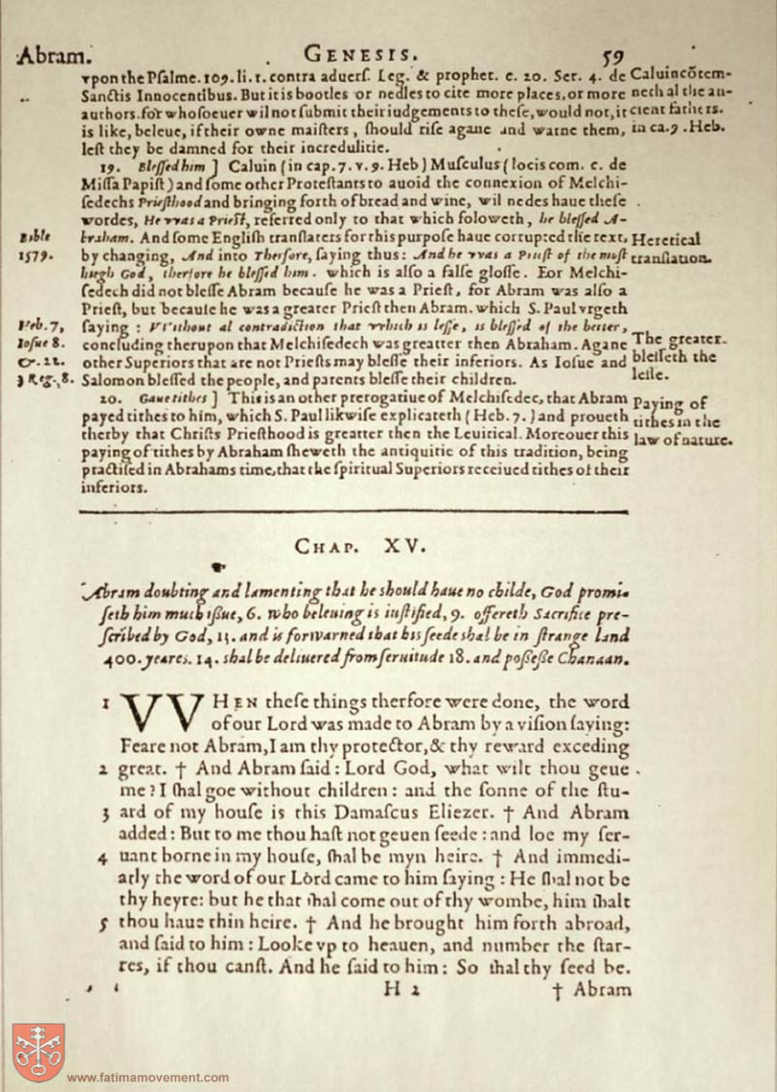 Abram. GENESIS. 59
vpon the Psalme. 109. li. 1. contra aduers. Leg. & prophet. c. 20. Ser. 4. de
Sanctis Innocentibus. But it is bootles or nedles to cite more places, or more
authors. for whosoeuer wil not submit their iudgements to these, would not, it
is like, beleue, if their owne maisters, should rise agane and warne them,
lest they be damned for their incredulitie.
Caluin cōtem-
neth al the an-
cient fathers.
in ca. 9. Heb.
19. Blessed him ] Caluin (in cap. 7. v. 9. Heb) Musculus (locis com. c. de
Missa Papist) and some other Protestants to auoid the connexion of Melchi-
sedechs Priesthood and bringing forth of bread and wine, wil nedes haue these
wordes, He vvas a Priest, referred only to that which foloweth, he blessed A-
braham. And some English translaters for this purpose haue corrupted the text,
by changing, And into Therfore, saying thus: And he vvas a Priest of the most
hiegh God, therfore he blessed him. which is also a false glosse. For Melchi-
sedech did not blesse Abram because he was a Priest, for Abram was also a
Priest, but because he was a greater Priest then Abram. which S. Paul vrgeth
saying: VVithout al contradiction that vvhich is lesse, is blessed of the better,
concluding therupon that Melchisedech was greatter then Abraham. Agane
other Superiors that are not Priests may blesse their inferiors. As Iosue and
Salomon blessed the people, and parents blesse their children.
Bible
1579.
Heb. 7,
Iosue 8.
& 22.
3 Reg. 8.
Heretical
translation.
The greater
blesseth the
lesse.
20. Gaue tithes ] This is an other prerogatiue of Melchisedec, that Abram
payed tithes to him, which S. Paul likwise explicateth (Heb. 7.) and proueth
therby that Christs Priesthood is greatter then the Leuitical. Moreouer this
paying of tithes by Abraham sheweth the antiquitie of this tradition, being
practised in Abrahams time, that the spiritual Superiors receiued tithes of their
inferiors.
Paying of
tithes in the
law of nature.
CHAP. XV.
Abram doubting and lamenting that he should haue no childe, God promi-
seth him much issue, 6. who beleuing is iustified, 9. offereth Sacrifice pre-
scribed by God, 13. and is forwarned that his seede shal be in strange land
400. yeares. 14. shal be deliuered from seruitude 18. and possesse Chanaan.
1 VVHEN these things therfore were done, the word
of our Lord was made to Abram by a vision saying:
Feare not Abram, I am thy protector, & thy reward exceding
2 great. † And Abram said: Lord God, what wilt thou geue
me? I shal goe without children: and the sonne of the stu-
ard of my house is this Damascus Eliezer. † And Abram
3 added: But to me thou hast not geuen seede: and loe my ser-
4 uant borne in my house, shal be myn heire. † And immedi-
atly the word of our Lord came to him saying: He shal not be
thy heyre: but he that shal come out of thy wombe, him shalt
5 thou haue thin heire. † And he brought him forth abroad,
and said to him: Looke vp to heauen, and number the star-
res, if thou canst. And he said to him: So shal thy seed be.
H 2 † Abram
www.fatimamovement.com